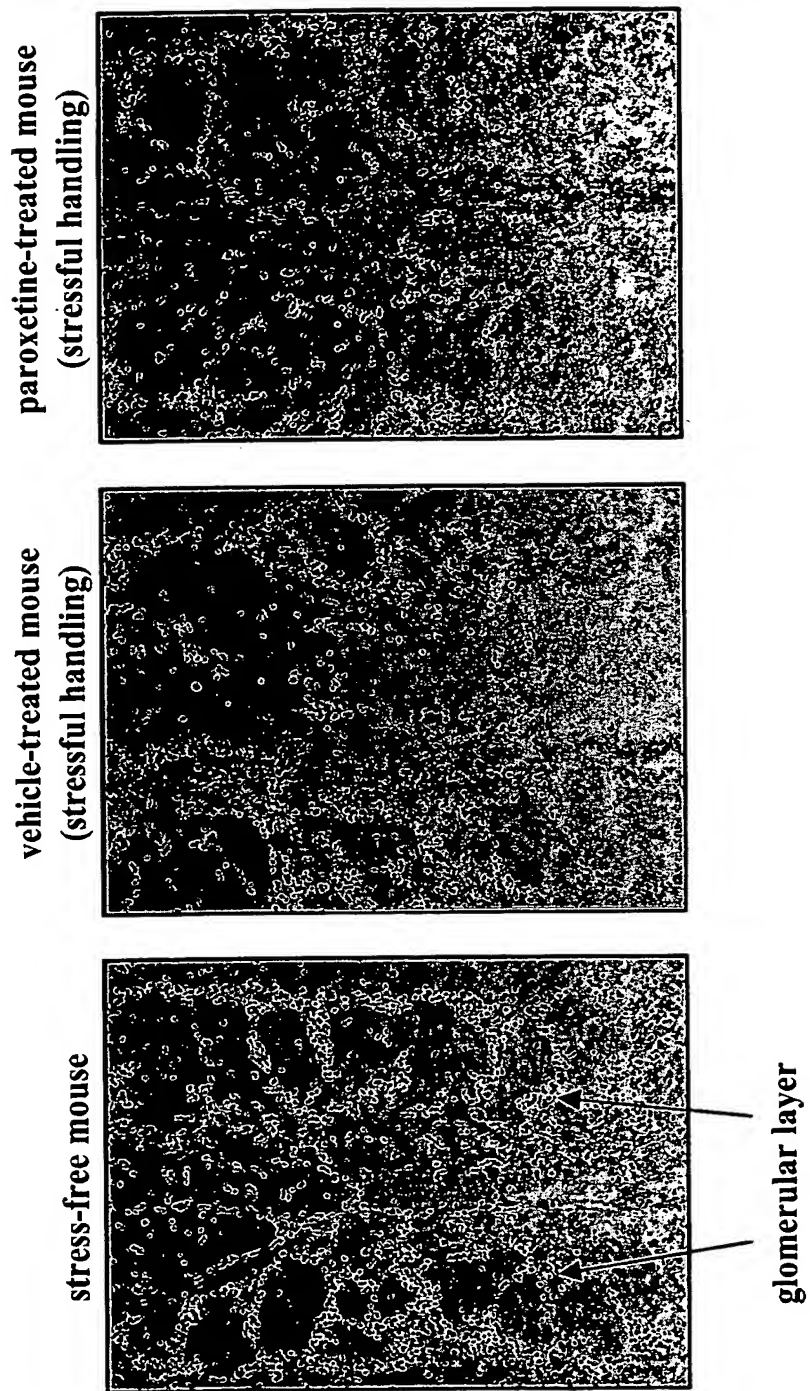 stress-free mouse
vehicle-treated mouse
(stressful handling)
paroxetine-treated mouse
(stressful handling)
glomerular layer